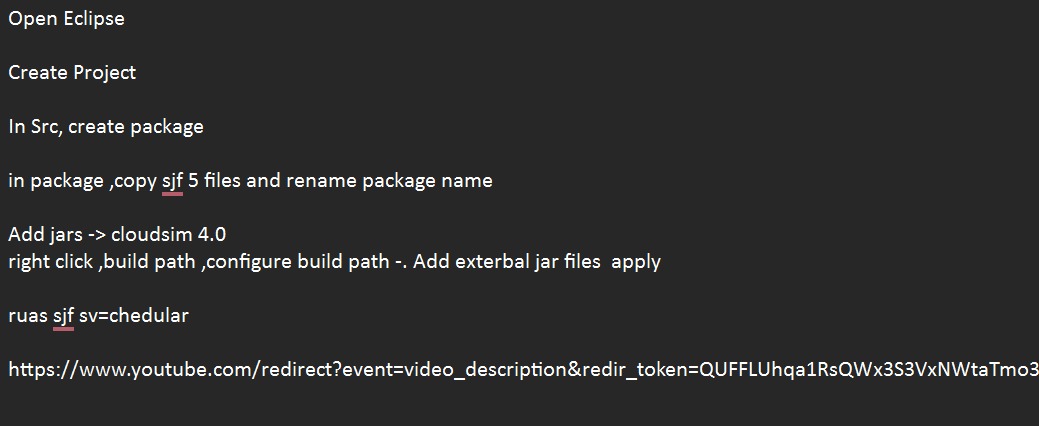 Open Eclipse
Create Project
In Src, create package
in package ,copy sjf 5 files and rename package name
Add jars -> cloudsim 4.0
right click ,build path ,configure build path -. Add exterbal jar files  apply
ruas sjf sv=chedular
https://www.youtube.com/redirect?event=video_description&redir_token=QUFFLUhqa1RsQWx3S3VxNWtaTmo3